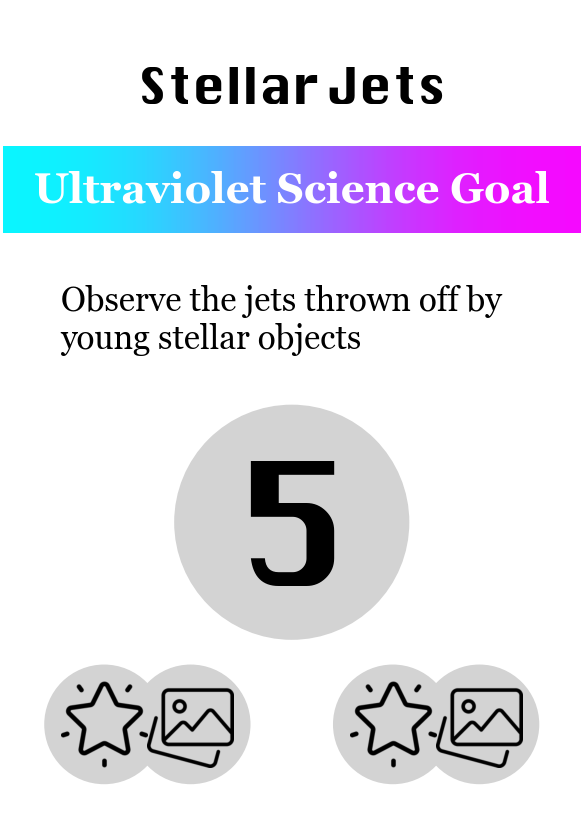 Stellar Jets
Ultraviolet Science Goal
Observe the jets thrown off by
young stellar objects
5